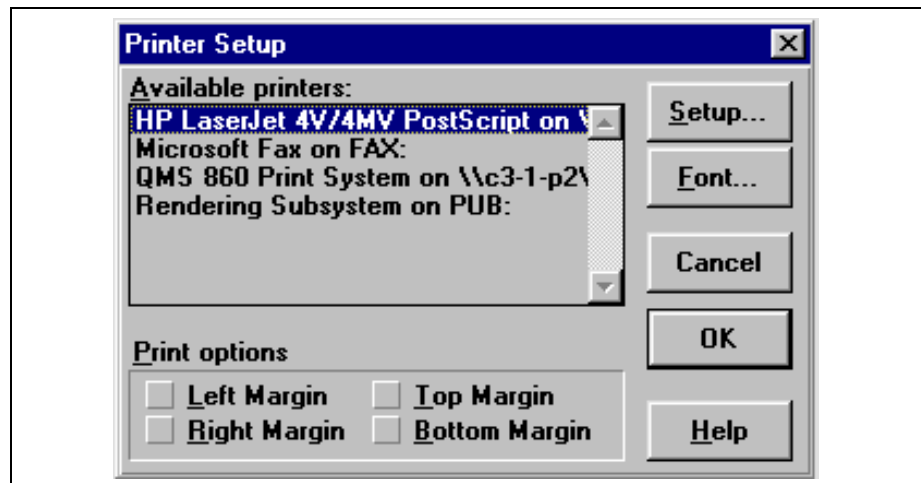 Printer Setup
Available printers:
HP LaserJet 4V/4MV PostScript on \
Microsoft Fax on FAX:
QMS 860 Print System on \\c3-1-p2\
Rendering Subsystem on PUB:
Setup...
Font...
Cancel
OK
Help
Print options
Left Margin
Top Margin
Right Margin
Bottom Margin